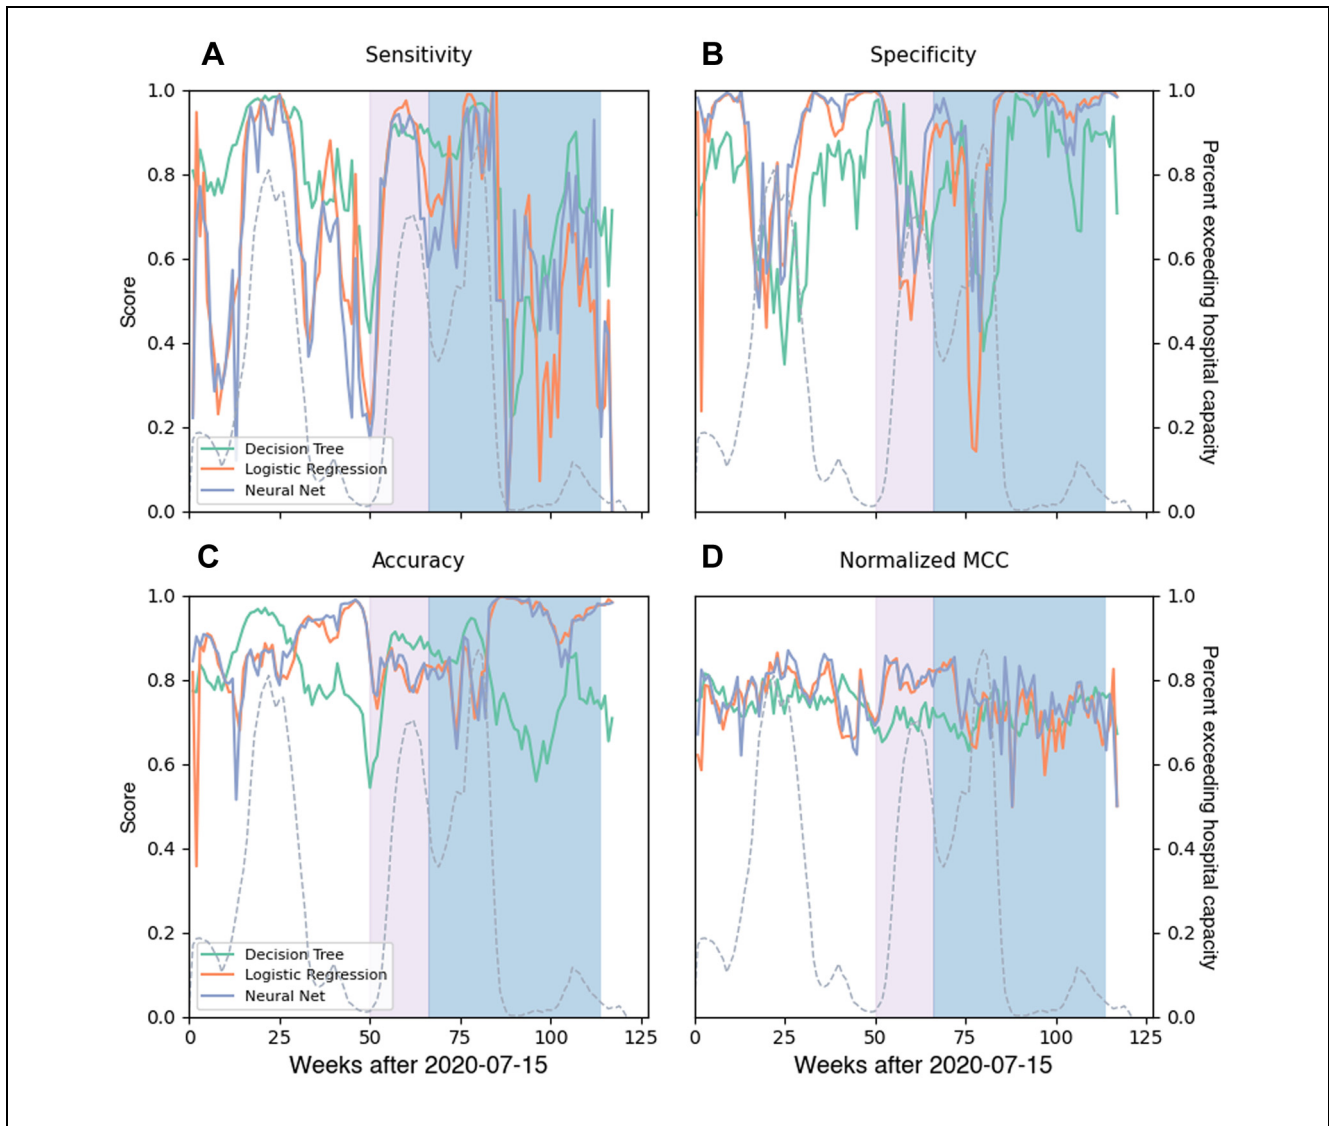 A
Sensitivity
B
Specificity
1.0
0.8
0.6
0.4
0.2
0.0
Score
Decision Tree
Logistic Regression
Neural Net
1.0
0.8
0.6
0.4
0.2
0.0
Percent exceeding hospital capacity
C
Accuracy
D
Normalized MCC
1.0
0.8
0.6
0.4
0.2
0.0
Score
Decision Tree
Logistic Regression
Neural Net
0 25 50 75 100 125
Weeks after 2020-07-15
1.0
0.8
0.6
0.4
0.2
0.0
Percent exceeding hospital capacity
0 25 50 75 100 125
Weeks after 2020-07-15